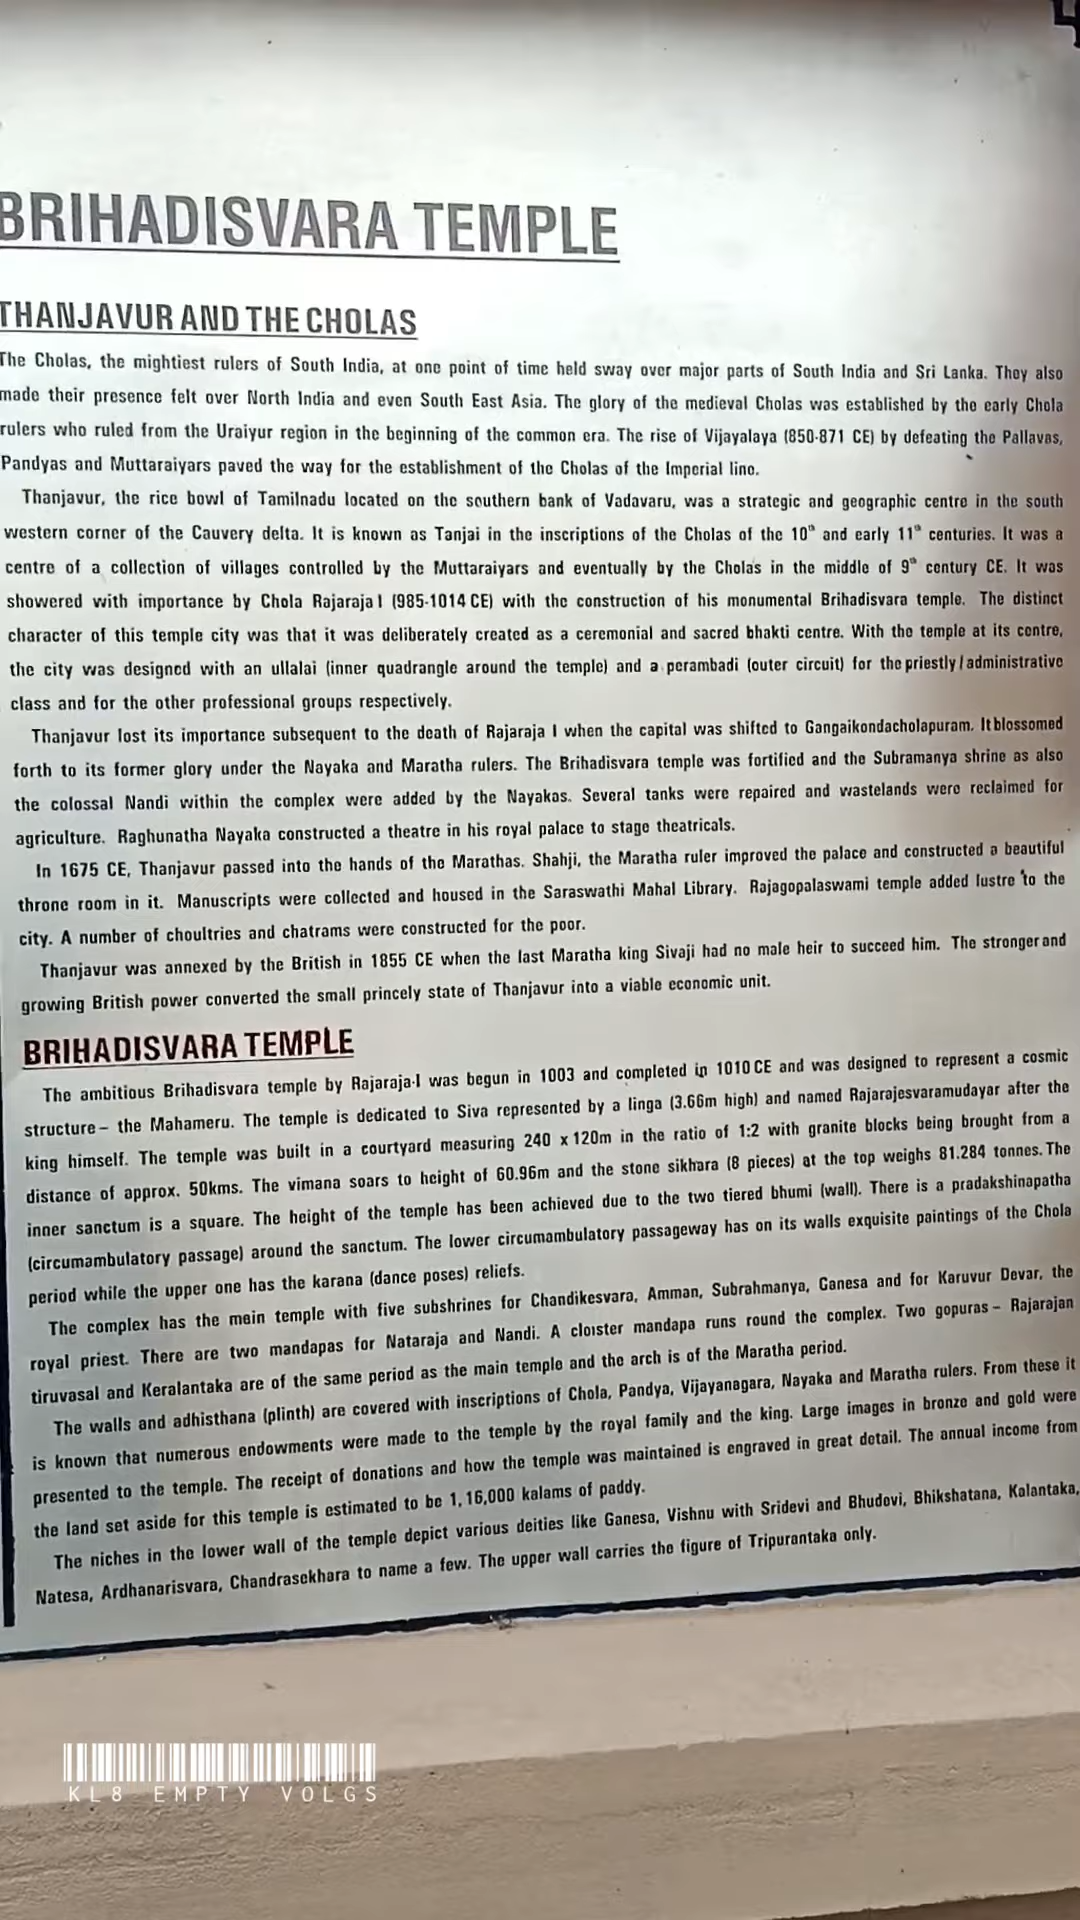 BRIHADISVARA TEMPLE
THANJAVUR AND THE CHOLAS
The Cholas, the mightiest rulers of South India, at one point of time held sway over major parts of South India and Sri Lanka. They also
made their presence felt over North India and even South East Asia. The glory of the medieval Cholas was established by the early Chola
rulers who ruled from the Uraiyur region in the beginning of the common era. The rise of Vijayalaya (850-871 CE) by defeating the Pallavas,
Pandyas and Muttaraiyars paved the way for the establishment of the Cholas of the Imperial line.
Thanjavur, the rice bowl of Tamilnadu located on the southern bank of Vadavaru, was a strategic and geographic centre in the south
western corner of the Cauvery delta. It is known as Tanjai in the inscriptions of the Cholas of the 10th and early 11th centuries. It was a
centre of a collection of villages controlled by the Muttaraiyars and eventually by the Cholas in the middle of 9th century CE. It was
showered with importance by Chola Rajaraja I (985-1014 CE) with the construction of his monumental Brihadisvara temple. The distinct
character of this temple city was that it was deliberately created as a ceremonial and sacred bhakti centre. With the temple at its centre,
the city was designed with an ullalai (inner quadrangle around the temple) and a perambadi (outer circuit) for the priestly / administrative
class and for the other professional groups respectively.
Thanjavur lost its importance subsequent to the death of Rajaraja I when the capital was shifted to Gangaikondacholapuram. It blossomed
forth to its former glory under the Nayaka and Maratha rulers. The Brihadisvara temple was fortified and the Subramanya shrine as also
the colossal Nandi within the complex were added by the Nayakas. Several tanks were repaired and wastelands were reclaimed for
agriculture. Raghunatha Nayaka constructed a theatre in his royal palace to stage theatricals.
In 1675 CE, Thanjavur passed into the hands of the Marathas. Shahji, the Maratha ruler improved the palace and constructed a beautiful
throne room in it. Manuscripts were collected and housed in the Saraswathi Mahal Library. Rajagopalaswami temple added lustre to the
city. A number of choultries and chatrams were constructed for the poor.
Thanjavur was annexed by the British in 1855 CE when the last Maratha king Sivaji had no male heir to succeed him. The stronger and
growing British power converted the small princely state of Thanjavur into a viable economic unit.
BRIHADISVARA TEMPLE
The ambitious Brihadisvara temple by Rajaraja-I was begun in 1003 and completed in 1010 CE and was designed to represent a cosmic
structure – the Mahameru. The temple is dedicated to Siva represented by a linga (3.66m high) and named Rajarajesvaramudayar after the
king himself. The temple was built in a courtyard measuring 240 x 120m in the ratio of 1:2 with granite blocks being brought from a
distance of approx. 50kms. The vimana soars to height of 60.96m and the stone sikhara (8 pieces) at the top weighs 81.284 tonnes. The
inner sanctum is a square. The height of the temple has been achieved due to the two tiered bhumi (wall). There is a pradakshinapatha
(circumambulatory passage) around the sanctum. The lower circumambulatory passageway has on its walls exquisite paintings of the Chola
period while the upper one has the karana (dance poses) reliefs.
The complex has the main temple with five subshrines for Chandikesvara, Amman, Subrahmanya, Ganesa and for Karuvur Devar, the
royal priest. There are two mandapas for Nataraja and Nandi. A cloister mandapa runs round the complex. Two gopuras – Rajarajan
tiruvasal and Keralantaka are of the same period as the main temple and the arch is of the Maratha period.
The walls and adhisthana (plinth) are covered with inscriptions of Chola, Pandya, Vijayanagara, Nayaka and Maratha rulers. From these it
is known that numerous endowments were made to the temple by the royal family and the king. Large images in bronze and gold were
presented to the temple. The receipt of donations and how the temple was maintained is engraved in great detail. The annual income from
the land set aside for this temple is estimated to be 1,16,000 kalams of paddy.
The niches in the lower wall of the temple depict various deities like Ganesa, Vishnu with Sridevi and Bhudevi, Bhikshatana, Kalantaka,
Natesa, Ardhanarisvara, Chandrasekhara to name a few. The upper wall carries the figure of Tripurantaka only.
KL8 EMPTY VOLGS